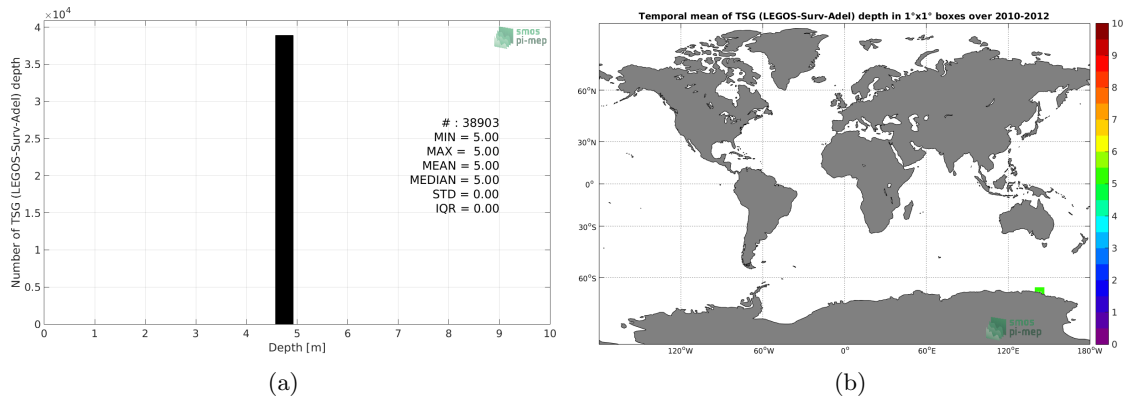 ×10⁴
4
3.5
3
2.5
2
1.5
1
0.5
0
0 1 2 3 4 5 6 7 8 9 10
Number of TSG (LEGOS-Surv-Adel) depth
Depth [m]
smos
pi-mep
# : 38903
MIN = 5.00
MAX = 5.00
MEAN = 5.00
MEDIAN = 5.00
STD = 0.00
IQR = 0.00
(a)
Temporal mean of TSG (LEGOS-Surv-Adel) depth in 1°x1° boxes over 2010-2012
60°N
30°N
0°
30°S
60°S
120°W 60°W 0° 60°E 120°E 180°W
smos
pi-mep
10
9
8
7
6
5
4
3
2
1
0
(b)